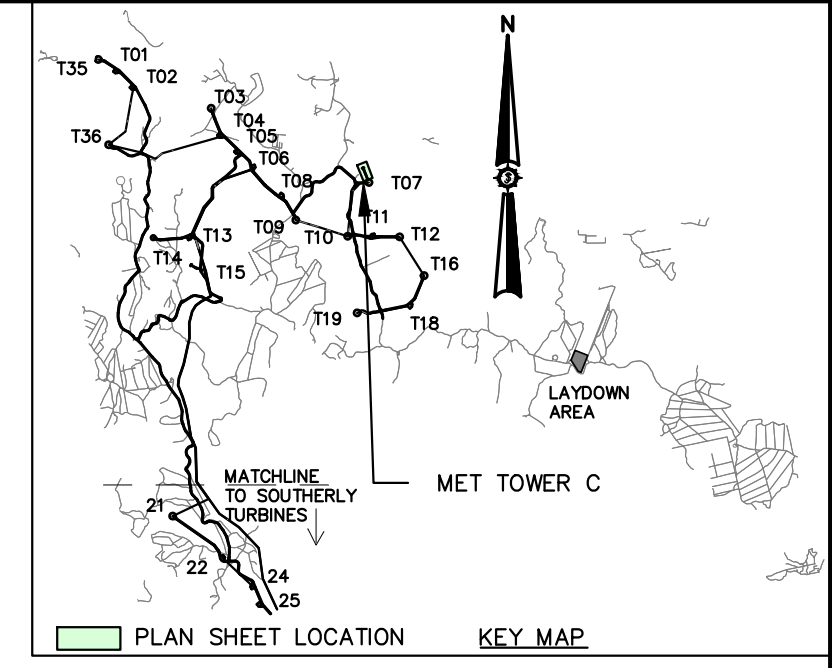 N
T01
T35
T02
T03
T04
T36
T05
T06
T07
T08
T11
T09
T10
T12
T13
T14
T15
T16
T19
T18
LAYDOWN
AREA
MATCHLINE
TO SOUTHERLY
TURBINES
MET TOWER C
21
22
24
25
PLAN SHEET LOCATION
KEY MAP